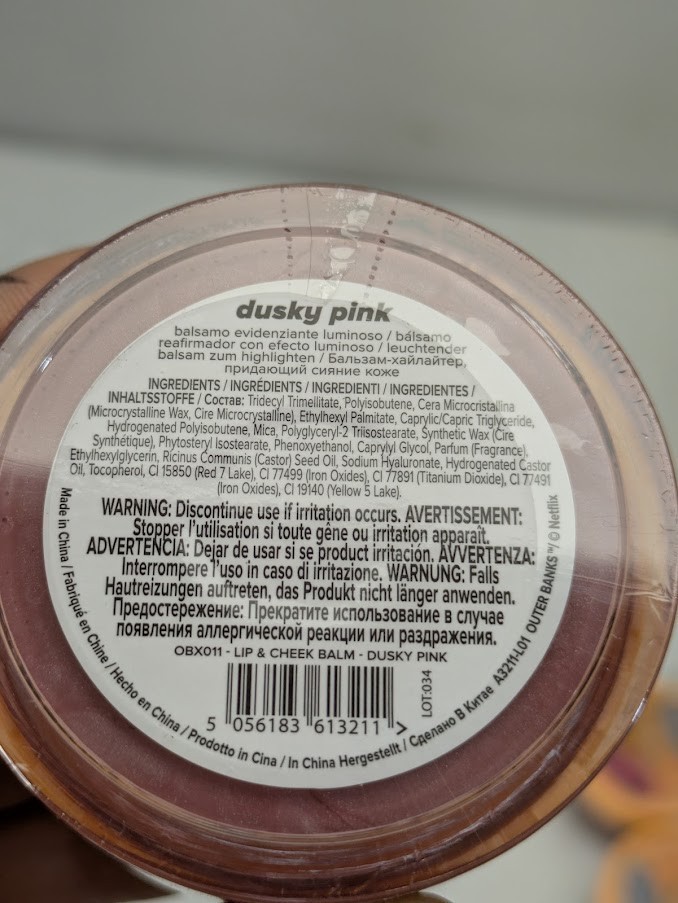 dusky pink
balsamo evidenziante luminoso / bálsamo
reafirmador con efecto luminoso / leuchtender
balsam zum highlighten / Бальзам-хайлайтер,
придающий сияние коже
INGREDIENTS / INGRÉDIENTS / INGREDIENTI / INGREDIENTES /
INHALTSSTOFFE / Состав: Tridecyl Trimellitate, Polyisobutene, Cera Microcristallina
(Microcrystalline Wax, Cire Microcrystalline), Ethylhexyl Palmitate, Caprylic/Capric Triglyceride,
Hydrogenated Polyisobutene, Mica, Polyglyceryl-2 Triisostearate, Synthetic Wax (Cire
Synthétique), Phytosteryl Isostearate, Phenoxyethanol, Caprylyl Glycol, Parfum (Fragrance),
Ethylhexylglycerin, Ricinus Communis (Castor) Seed Oil, Sodium Hyaluronate, Hydrogenated Castor
Oil, Tocopherol, CI 15850 (Red 7 Lake), CI 77499 (Iron Oxides), CI 77891 (Titanium Dioxide), CI 77491
(Iron Oxides), CI 19140 (Yellow 5 Lake).
WARNING: Discontinue use if irritation occurs. AVERTISSEMENT:
Stopper l'utilisation si toute gêne ou irritation apparaît.
ADVERTENCIA: Dejar de usar si se product irritación. AVVERTENZA:
Interrompere l'uso in caso di irritazione. WARNUNG: Falls
Hautreizungen auftreten, das Produkt nicht länger anwenden.
Предостережение: Прекратите использование в случае
появления аллергической реакции или раздражения.
OBX011 - LIP & CHEEK BALM - DUSKY PINK
5 056183 613211 >
LOT:034
Made in China / Fabriqué en Chine / Hecho en China / Prodotto in Cina / In China Hergestellt / Сделано В Китае A3211-L01 OUTER BANKS ™/ © Netflix